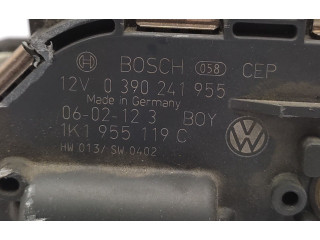 BOSCH 058 CEP
12V 0 390 241 955
Made in Germany
06-02-12 3 BOY
1K1 955 119 C
HW 013/ SW 0402